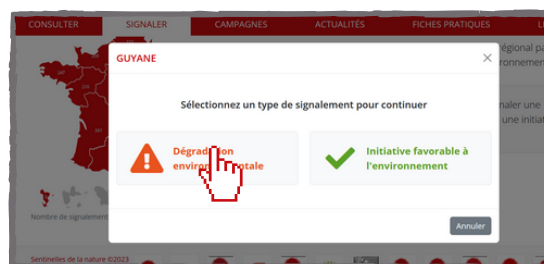 CONSULTER SIGNALER CAMPAGNES ACTUALITÉS FICHES PRATIQUES
GUYANE ×
Sélectionnez un type de signalement pour continuer
Initiative favorable à
l'environnement
Annuler
Nombre de signalement
Sentinelles de la nature ©2023